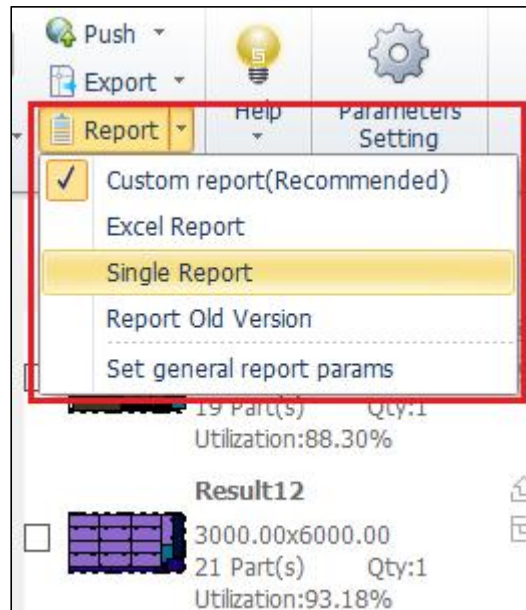 Push
Export
Report
Help
Parameters
Setting
Custom report(Recommended)
Excel Report
Single Report
Report Old Version
Set general report params
19 Part(s) Qty:1
Utilization:88.30%
Result12
3000.00x6000.00
21 Part(s) Qty:1
Utilization:93.18%